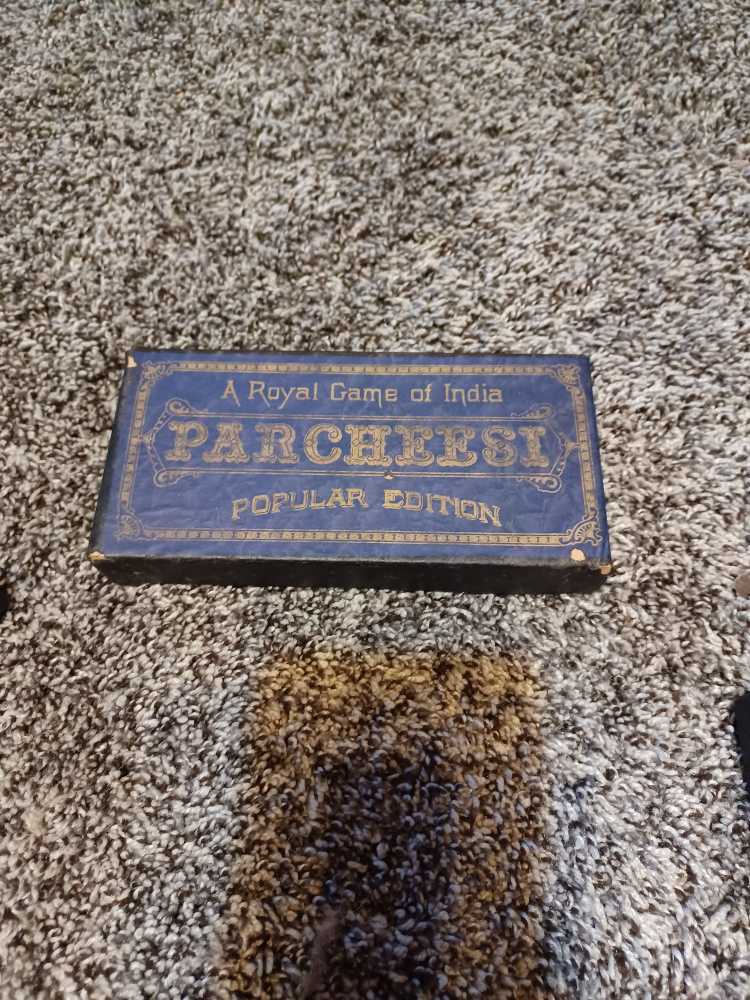 A Royal Game of India
PARCHEESI
POPULAR EDITION